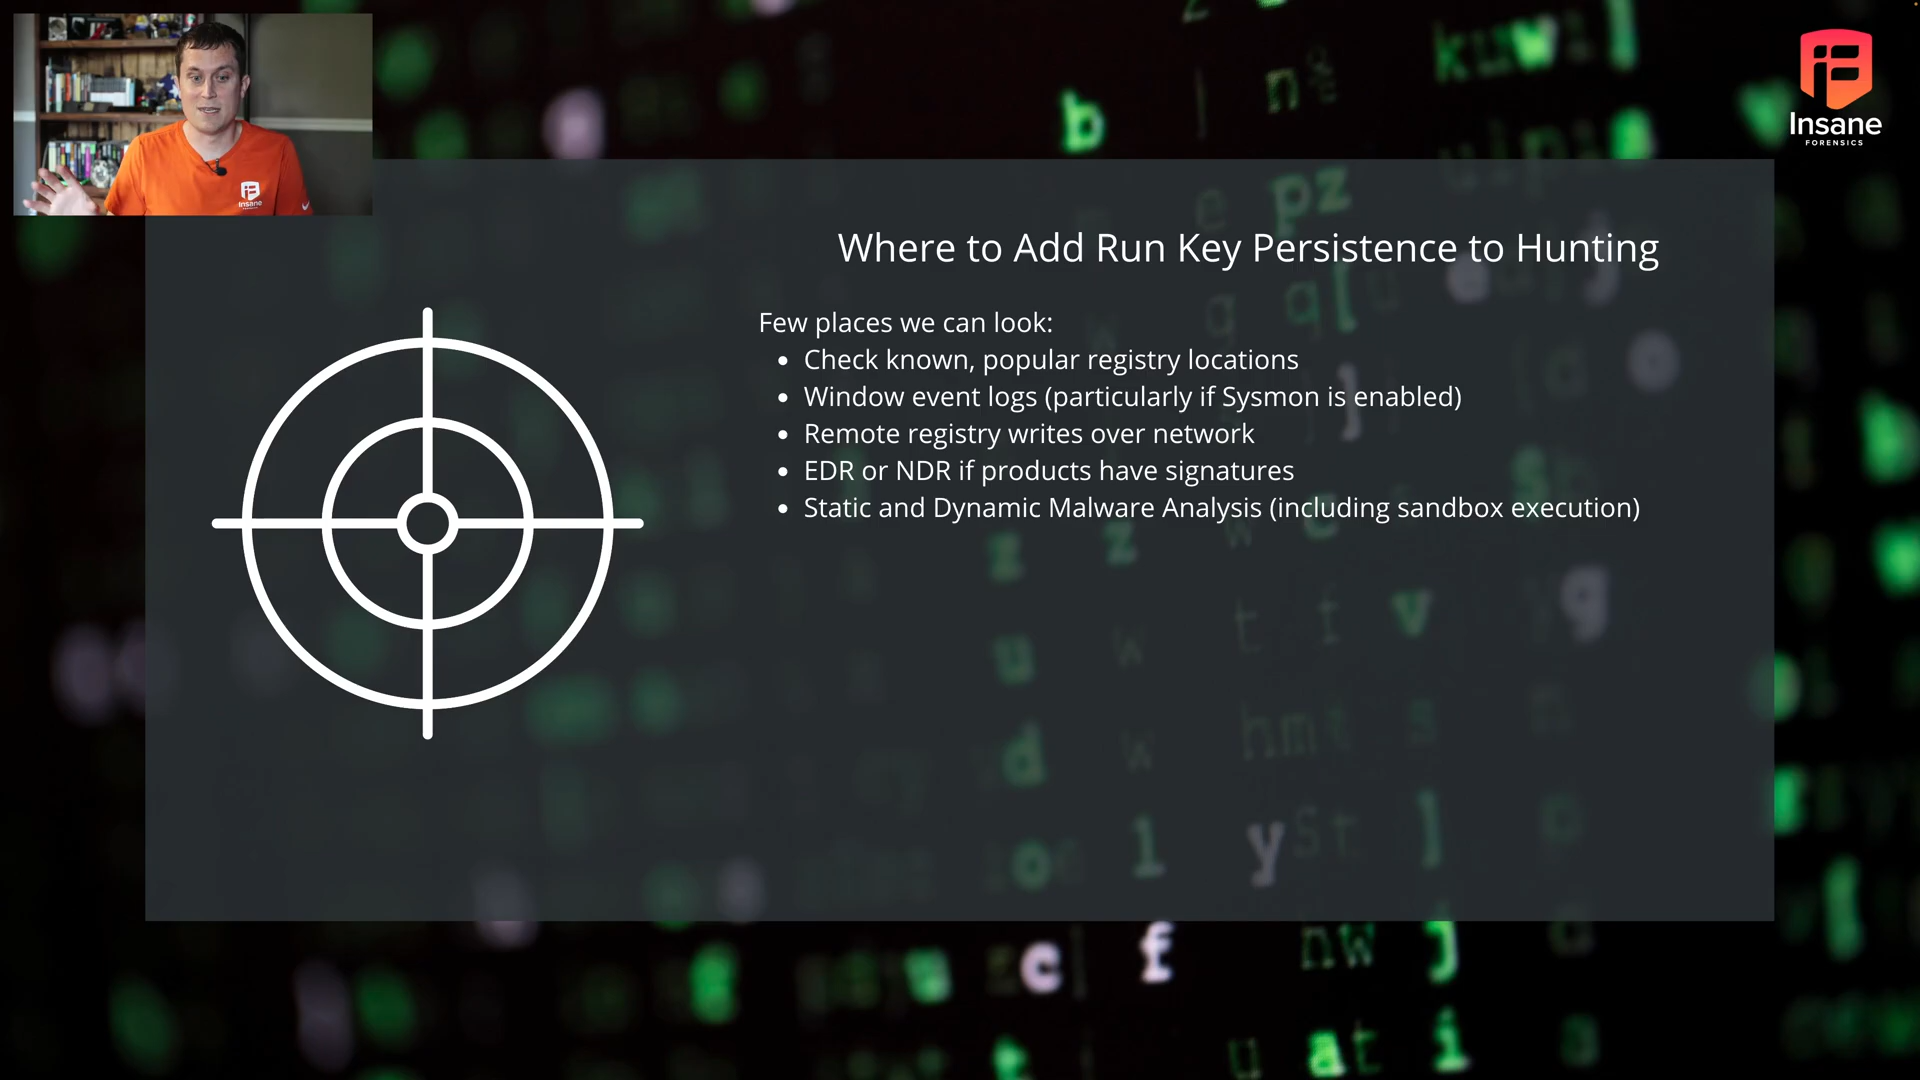 Insane
FORENSICS
Insane
Where to Add Run Key Persistence to Hunting
Few places we can look:
• Check known, popular registry locations
• Window event logs (particularly if Sysmon is enabled)
• Remote registry writes over network
• EDR or NDR if products have signatures
• Static and Dynamic Malware Analysis (including sandbox execution)